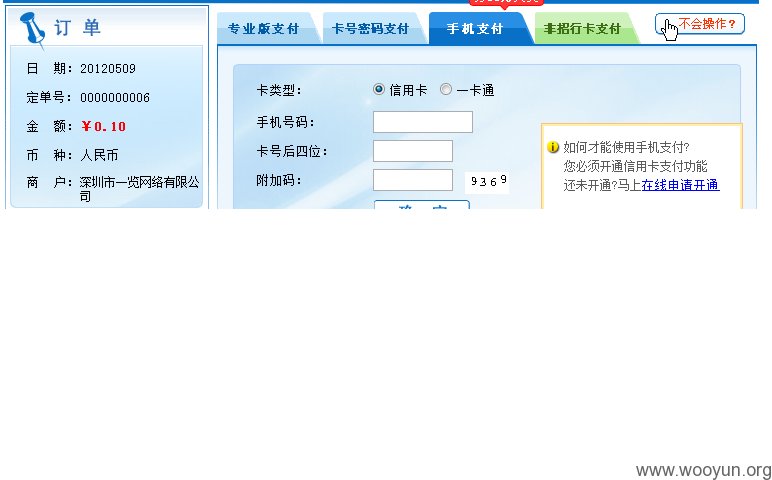 订 单
日 期：20120509
定单号：0000000006
金 额：￥0.10
币 种：人民币
商 户：深圳市一览网络有限公
司
专业版支付 卡号密码支付 手机支付 非招行卡支付 不会操作？
卡类型： 信用卡 一卡通
手机号码：
卡号后四位：
附加码： 9369
如何才能使用手机支付?
您必须开通信用卡支付功能
还未开通?马上在线申请开通
www.wooyun.org